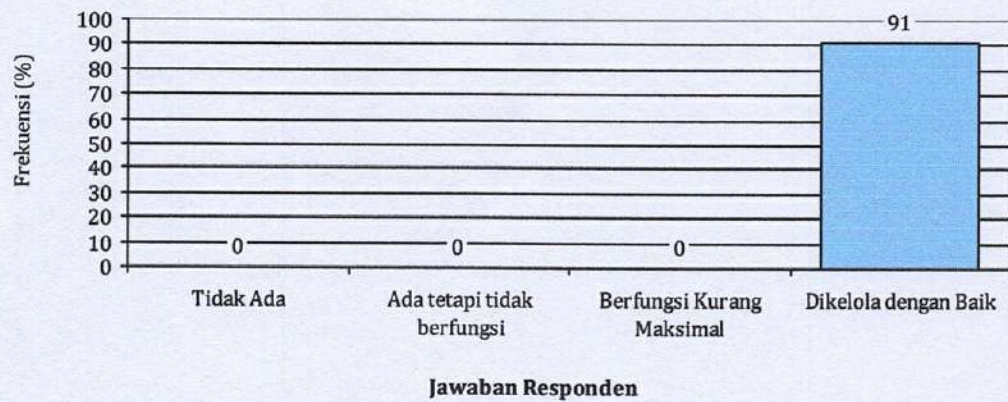 Frekuensi (%)
100
90
80
70
60
50
40
30
20
10
0
0
0
0
91
Tidak Ada
Ada tetapi tidak
berfungsi
Berfungsi Kurang
Maksimal
Dikelola dengan Baik
Jawaban Responden